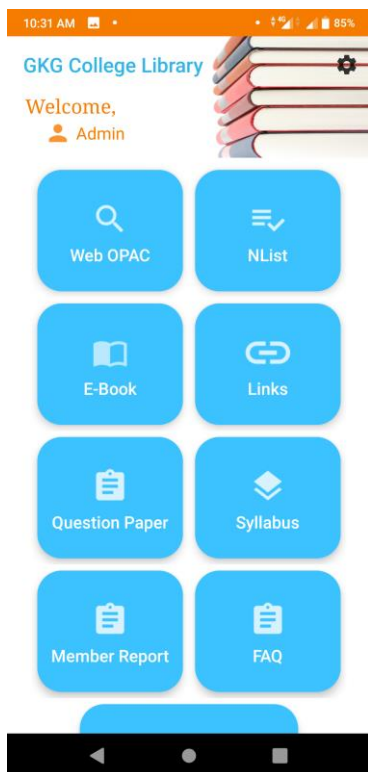 10:31 AM
4G 85%
GKG College Library
Welcome,
Admin
Web OPAC NList
E-Book Links
Question Paper Syllabus
Member Report FAQ